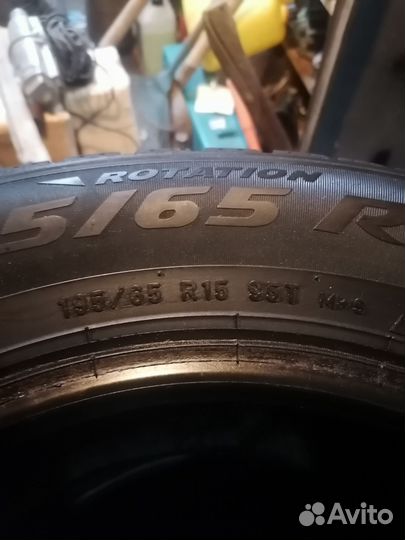 ROTATION
5/65 R
195/65 R15 95T M+S
Avito